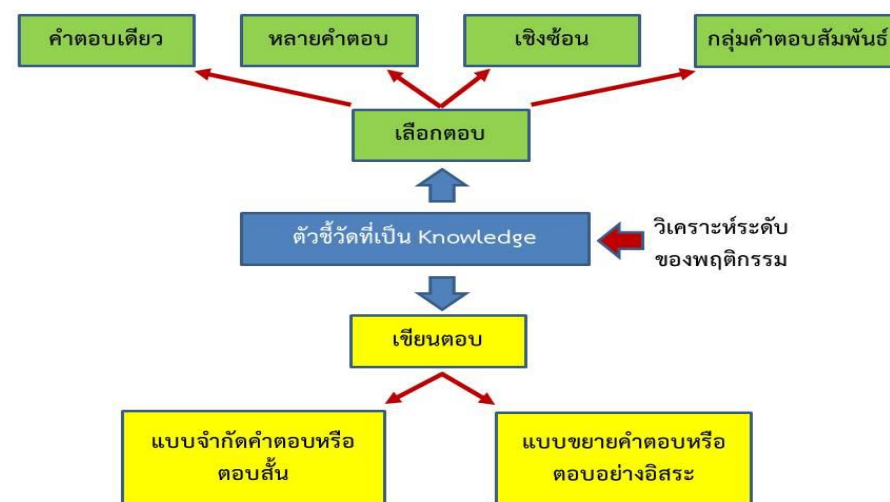 คำตอบเดียว
หลายคำตอบ
เชิงซ้อน
กลุ่มคำตอบสัมพันธ์
เลือกตอบ
ตัวชี้วัดที่เป็น Knowledge
วิเคราะห์ระดับ
ของพฤติกรรม
เขียนตอบ
แบบจำกัดคำตอบหรือ
ตอบสั้น
แบบขยายคำตอบหรือ
ตอบอย่างอิสระ